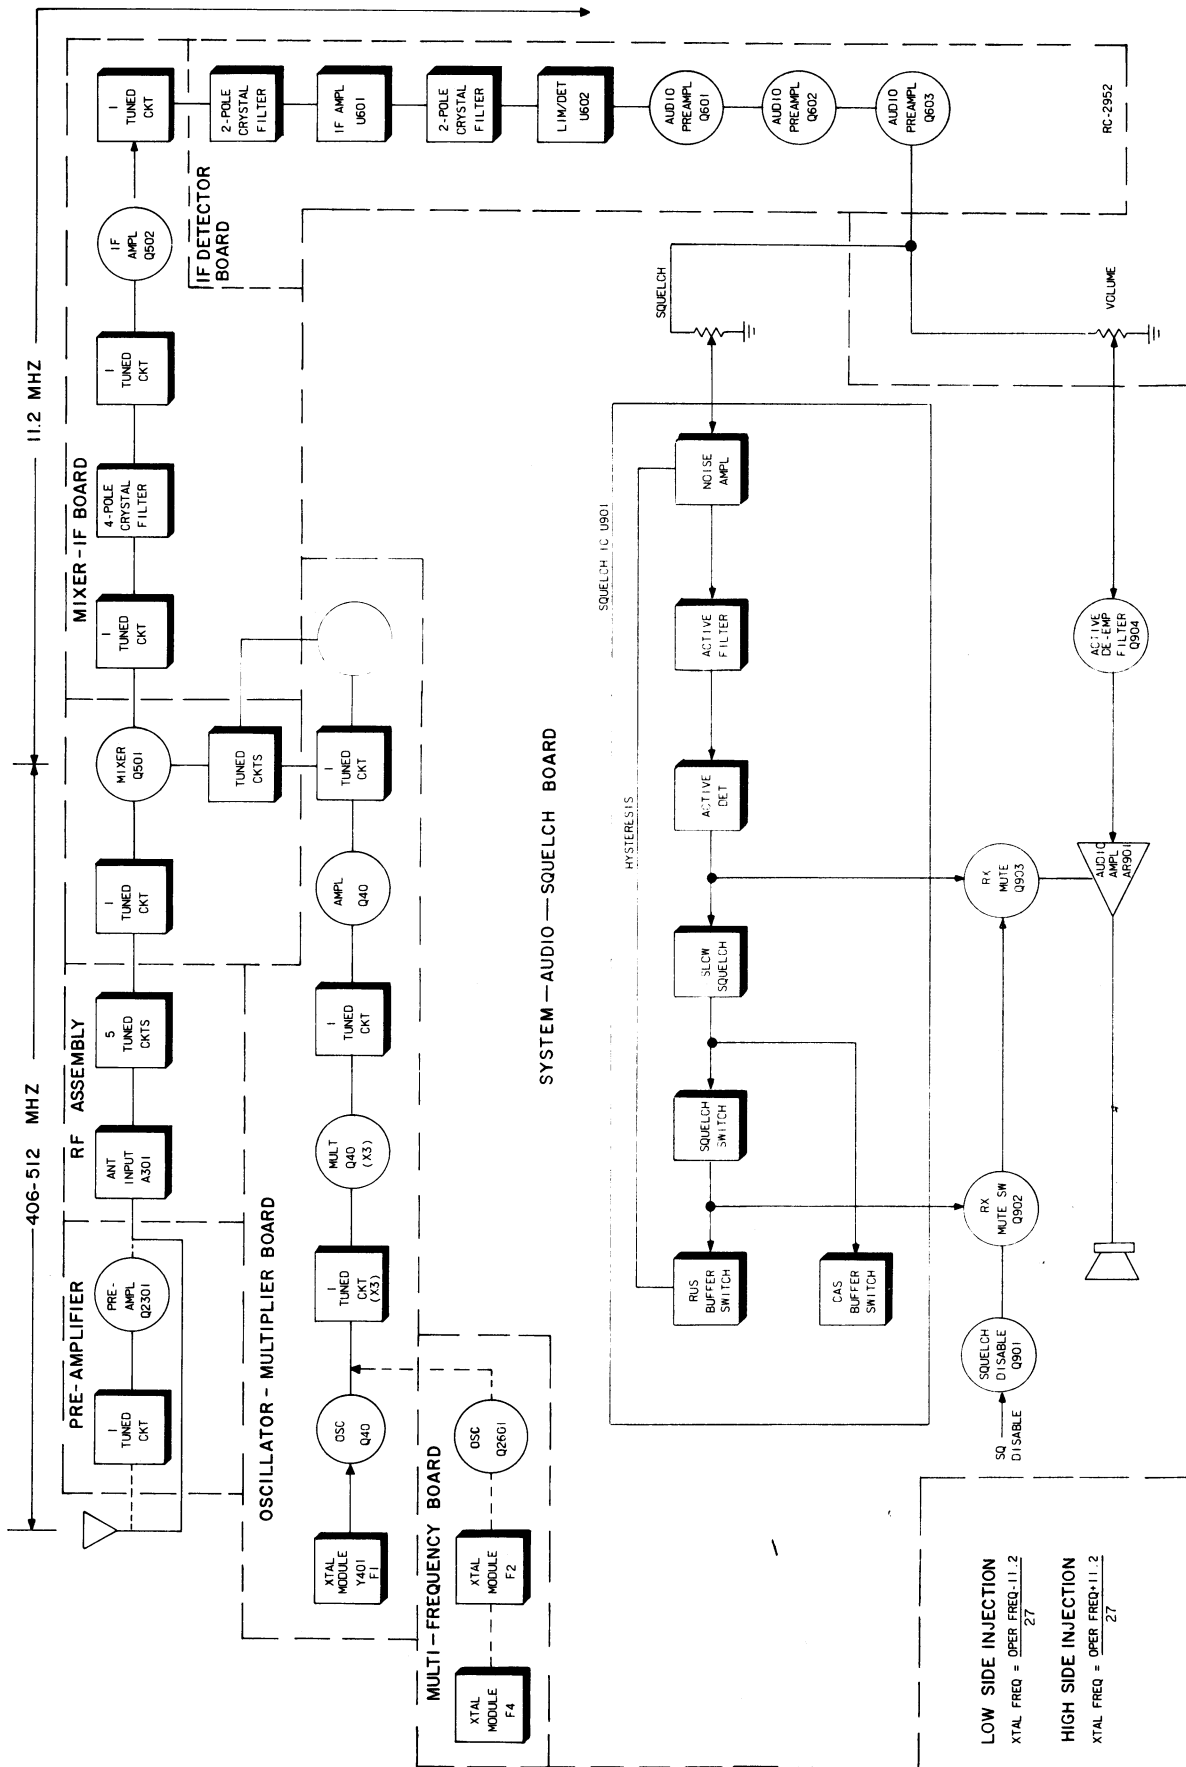 406-512 MHZ
11.2 MHZ
PRE-AMPLIFIER
RF ASSEMBLY
MIXER-IF BOARD
1
TUNED
CKT
PRE-
AMPL
Q2301
ANT
INPUT
A301
5
TUNED
CKTS
1
TUNED
CKT
MIXER
Q501
1
TUNED
CKT
4-POLE
CRYSTAL
FILTER
1
TUNED
CKT
IF
AMPL
Q502
1
TUNED
CKT
IF DETECTOR
BOARD
2-POLE
CRYSTAL
FILTER
IF AMPL
U601
2-POLE
CRYSTAL
FILTER
LIM/DET
U602
AUDIO
PREAMPL
Q601
AUDIO
PREAMPL
Q602
AUDIO
PREAMPL
Q603
RC-2952
TUNED
CKTS
OSCILLATOR-MULTIPLIER BOARD
XTAL
MODULE
Y401
F1
OSC
Q40
1
TUNED
CKT
(X3)
MULT
Q40
(X3)
1
TUNED
CKT
AMPL
Q40
1
TUNED
CKT
MULTI-FREQUENCY BOARD
XTAL
MODULE
F4
XTAL
MODULE
F2
OSC
Q2601
SYSTEM—AUDIO—SQUELCH BOARD
SQUELCH IC U901
HYSTERESIS
SQUELCH
VOLUME
RUS
BUFFER
SWITCH
SQUELCH
SWITCH
SLOW
SQUELCH
ACTIVE
DET
ACTIVE
FILTER
NOISE
AMPL
CAS
BUFFER
SWITCH
SQ
DISABLE
SQUELCH
DISABLE
Q901
RX
MUTE SW
Q902
RX
MUTE
Q903
AUDIO
AMPL
AR901
ACTIVE
DE-EMP
FILTER
Q904
LOW SIDE INJECTION
XTAL FREQ = OPER FREQ-11.2
27
HIGH SIDE INJECTION
XTAL FREQ = OPER FREQ+11.2
27